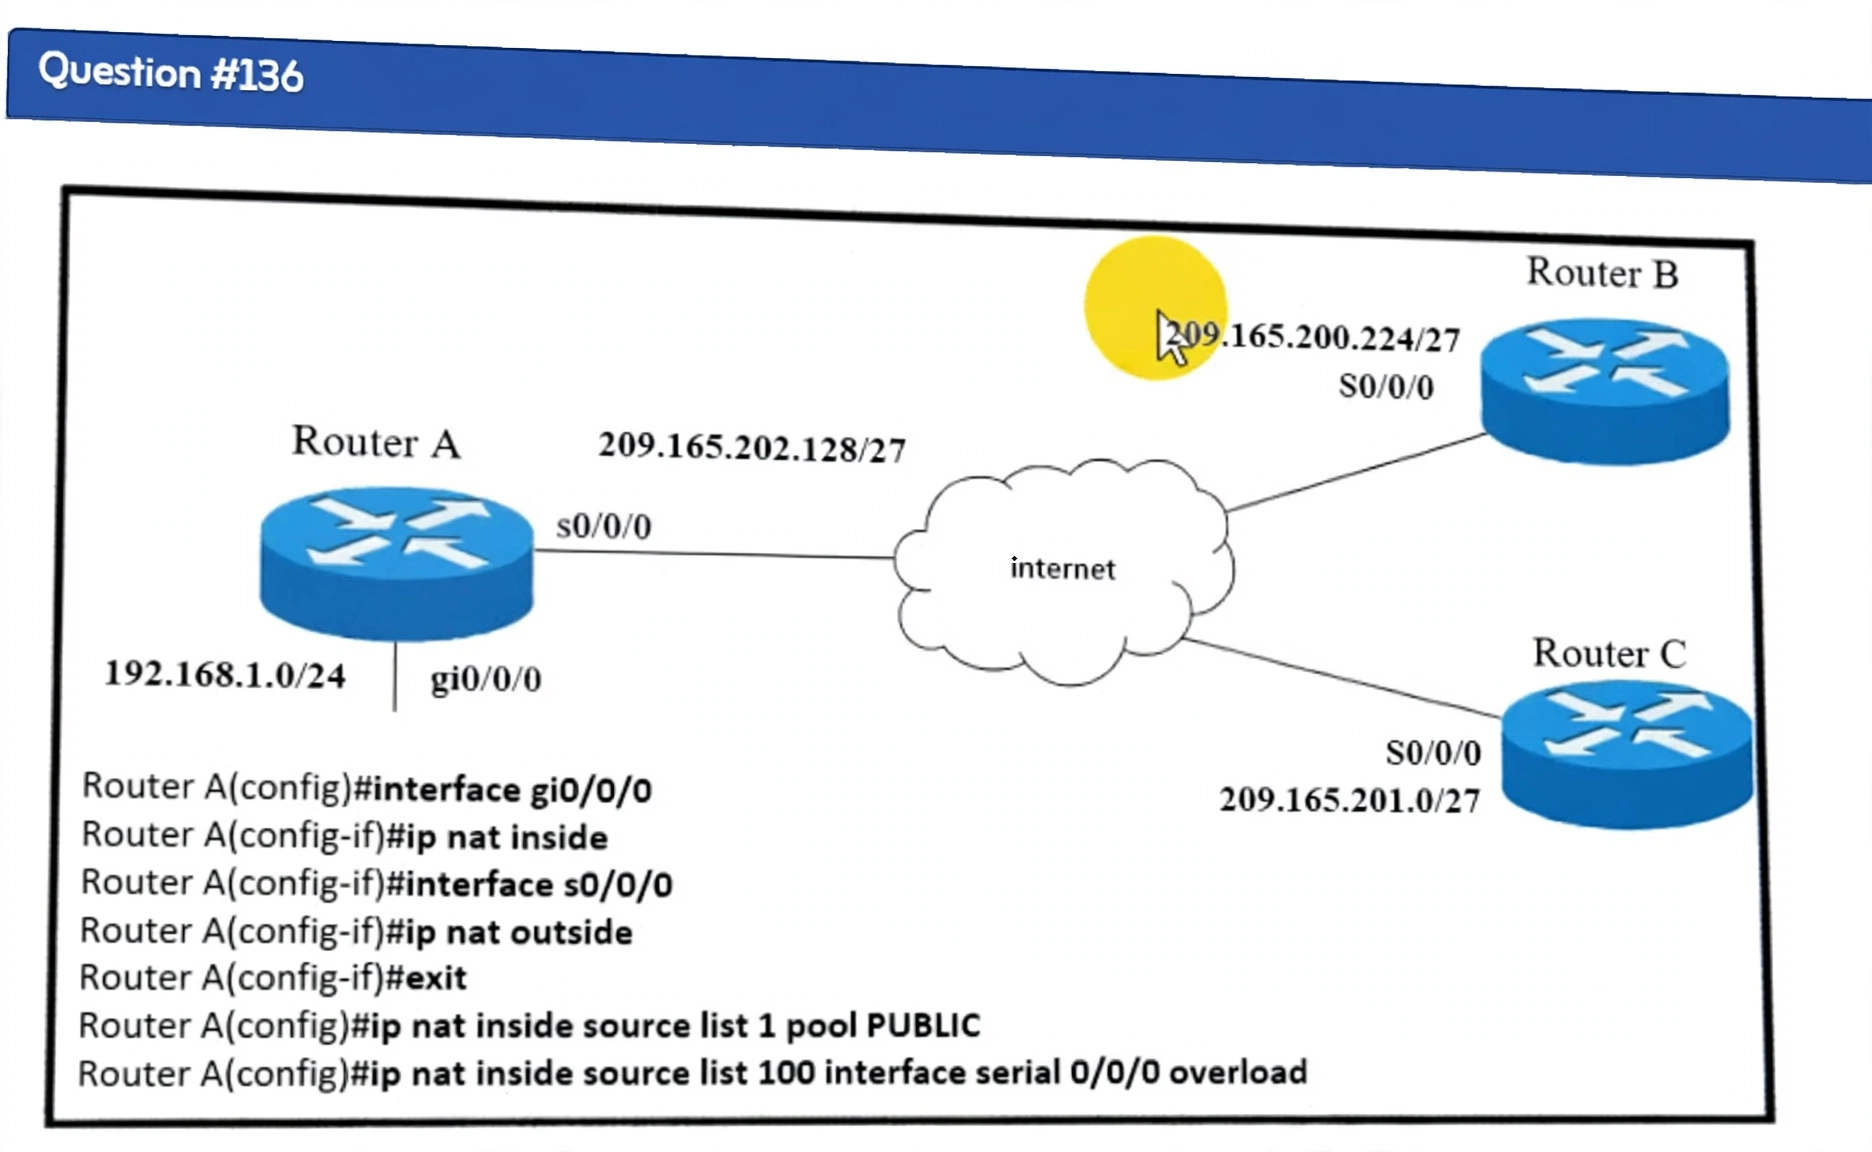 Question #136
Router B
209.165.200.224/27
S0/0/0
Router A
209.165.202.128/27
s0/0/0
internet
192.168.1.0/24
gi0/0/0
Router C
S0/0/0
209.165.201.0/27
Router A(config)#interface gi0/0/0
Router A(config-if)#ip nat inside
Router A(config-if)#interface s0/0/0
Router A(config-if)#ip nat outside
Router A(config-if)#exit
Router A(config)#ip nat inside source list 1 pool PUBLIC
Router A(config)#ip nat inside source list 100 interface serial 0/0/0 overload